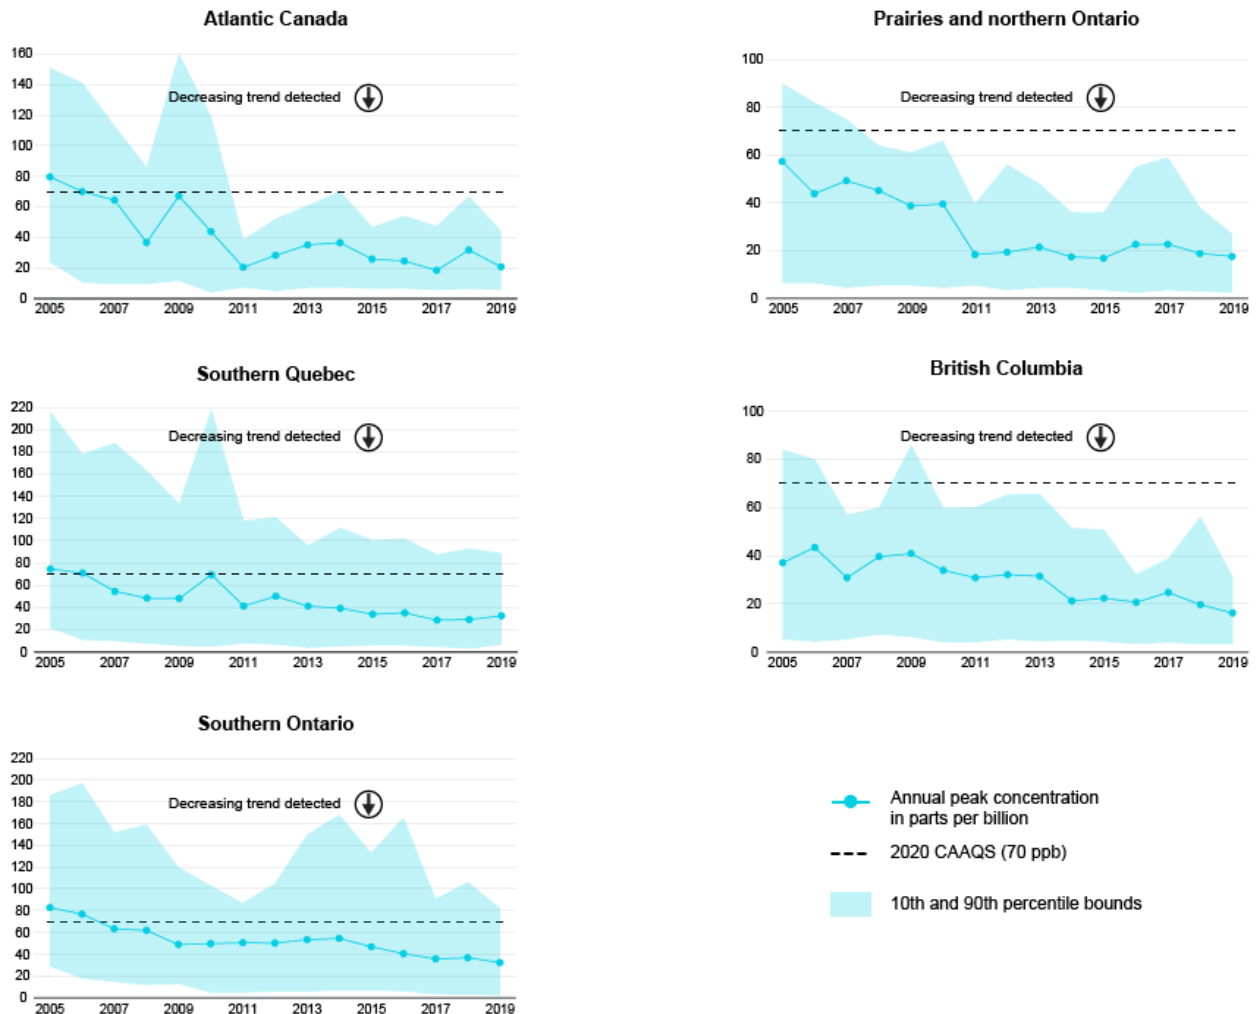 Atlantic Canada
160
140
120
100
80
60
40
20
0
Decreasing trend detected
2005 2007 2009 2011 2013 2015 2017 2019
Prairies and northern Ontario
100
80
60
40
20
0
Decreasing trend detected
2005 2007 2009 2011 2013 2015 2017 2019
Southern Quebec
220
200
180
160
140
120
100
80
60
40
20
0
Decreasing trend detected
2005 2007 2009 2011 2013 2015 2017 2019
British Columbia
100
80
60
40
20
0
Decreasing trend detected
2005 2007 2009 2011 2013 2015 2017 2019
Southern Ontario
220
200
180
160
140
120
100
80
60
40
20
0
Decreasing trend detected
2005 2007 2009 2011 2013 2015 2017 2019
Annual peak concentration
in parts per billion
2020 CAAQS (70 ppb)
10th and 90th percentile bounds